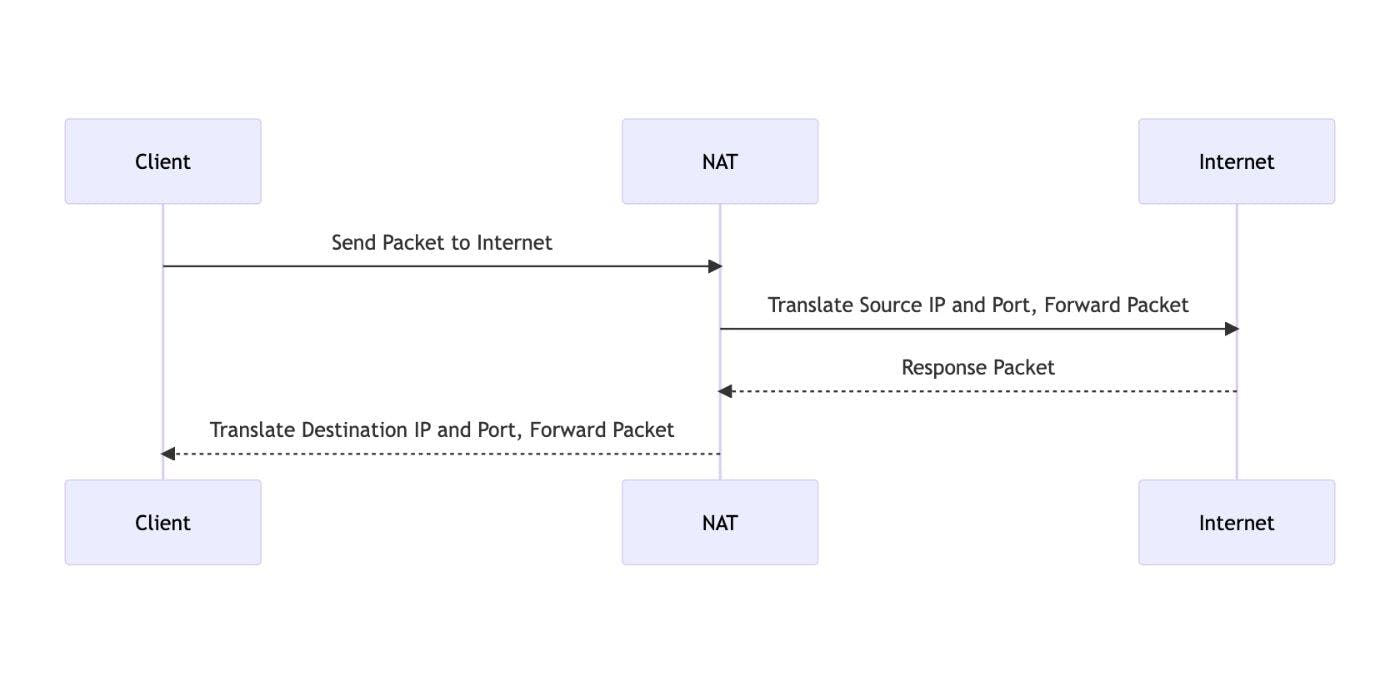 Client
NAT
Internet
Send Packet to Internet
Translate Source IP and Port, Forward Packet
Response Packet
Translate Destination IP and Port, Forward Packet
Client
NAT
Internet